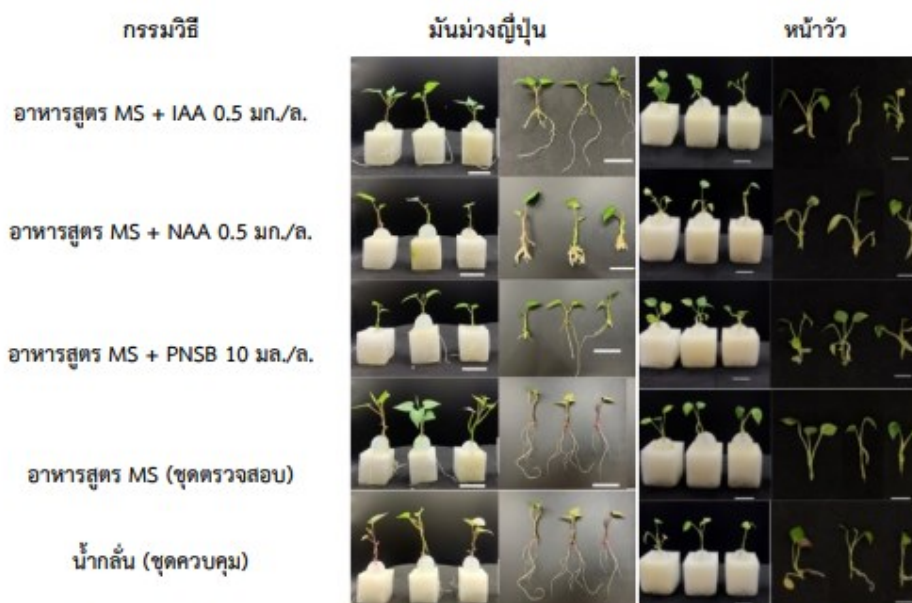 กรรมวิธี มันม่วงญี่ปุ่น หน้าวัว
อาหารสูตร MS + IAA 0.5 มก./ล.
อาหารสูตร MS + NAA 0.5 มก./ล.
อาหารสูตร MS + PNSB 10 มล./ล.
อาหารสูตร MS (ชุดตรวจสอบ)
น้ำกลั่น (ชุดควบคุม)